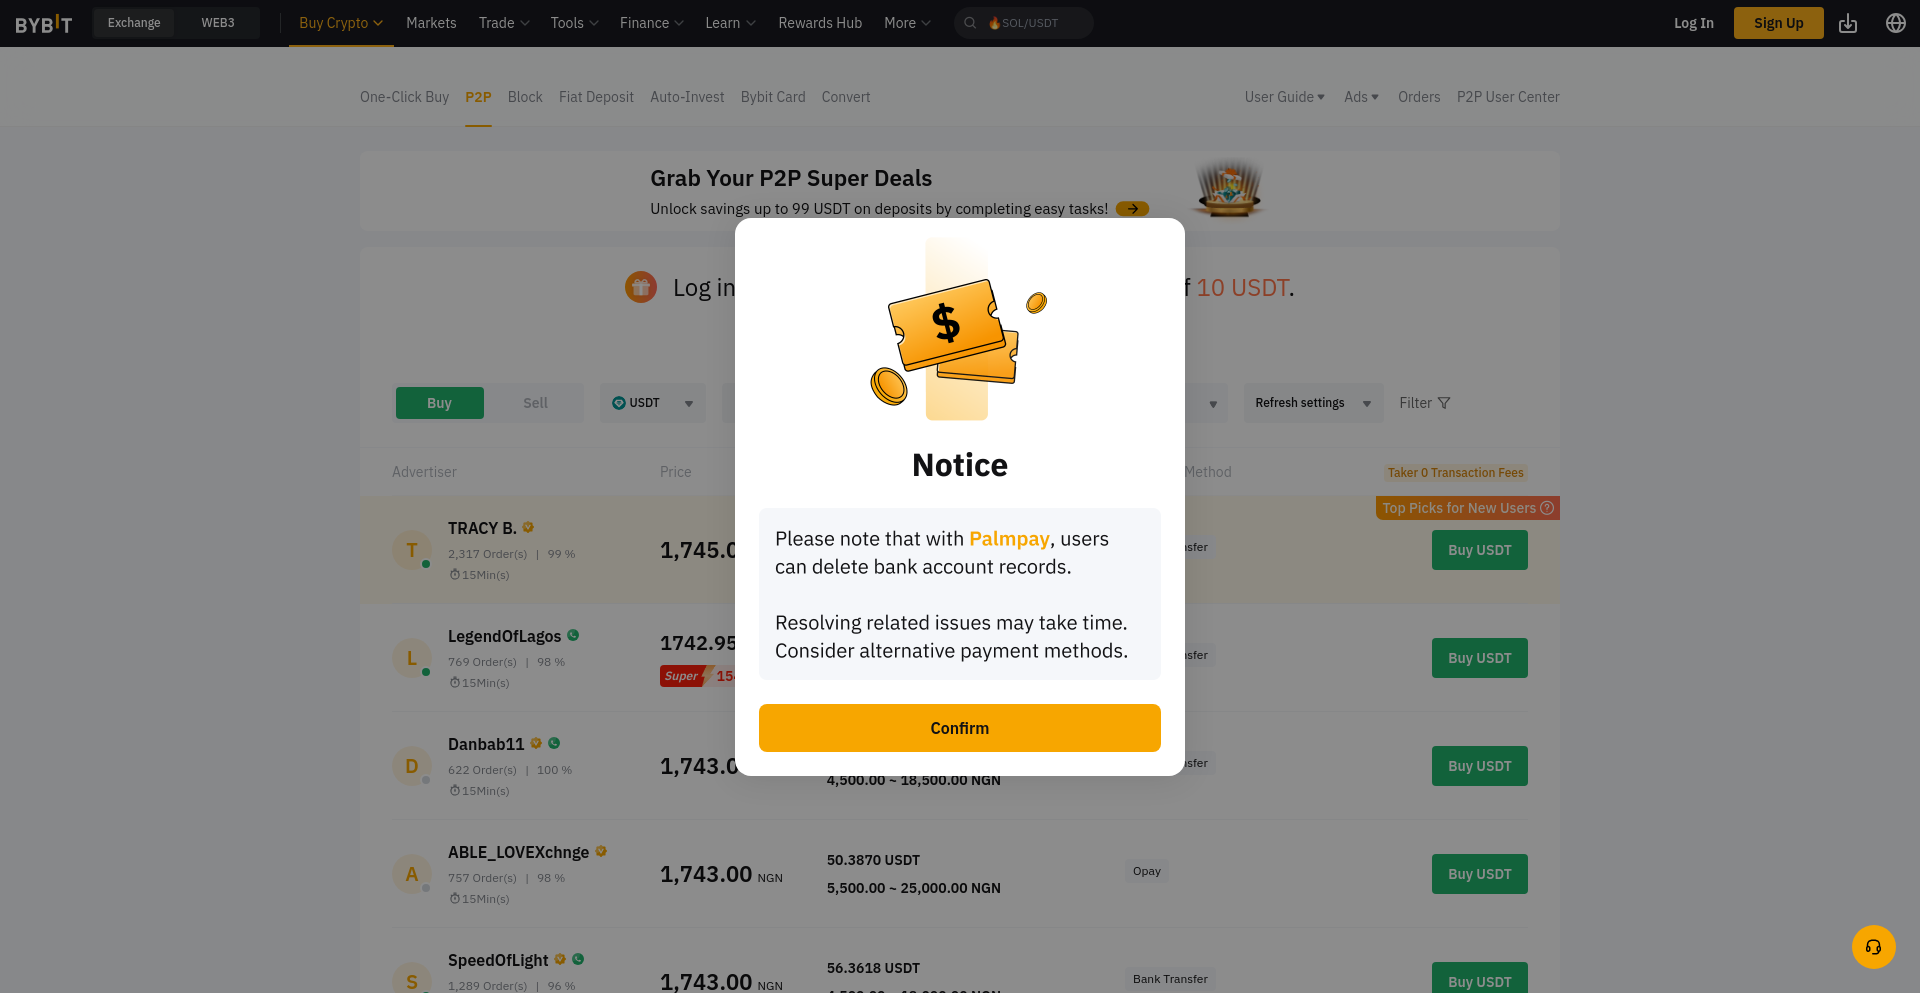 BYBIT
Exchange
WEB3
Buy Crypto
Markets
Trade
Tools
Finance
Learn
Rewards Hub
More
SOL/USDT
Log In
Sign Up
One-Click Buy
P2P
Block
Fiat Deposit
Auto-Invest
Bybit Card
Convert
User Guide
Ads
Orders
P2P User Center
Grab Your P2P Super Deals
Unlock savings up to 99 USDT on deposits by completing easy tasks!
Log in
10 USDT.
Buy
Sell
USDT
Refresh settings
Filter
Advertiser
Price
Method
Taker 0 Transaction Fees
Top Picks for New Users
T
TRACY B.
2,317 Order(s) | 99 %
15Min(s)
1,745.0
Buy USDT
L
LegendOfLagos
769 Order(s) | 98 %
15Min(s)
1742.95
Super
Buy USDT
D
Danbab11
622 Order(s) | 100 %
15Min(s)
1,743.0
4,500.00 ~ 18,500.00 NGN
Buy USDT
A
ABLE_LOVEXchnge
757 Order(s) | 98 %
15Min(s)
1,743.00 NGN
50.3870 USDT
5,500.00 ~ 25,000.00 NGN
Opay
Buy USDT
S
SpeedOfLight
1,289 Order(s) | 96 %
1,743.00 NGN
56.3618 USDT
Bank Transfer
Buy USDT
$
Notice
Please note that with Palmpay, users
can delete bank account records.
Resolving related issues may take time.
Consider alternative payment methods.
Confirm